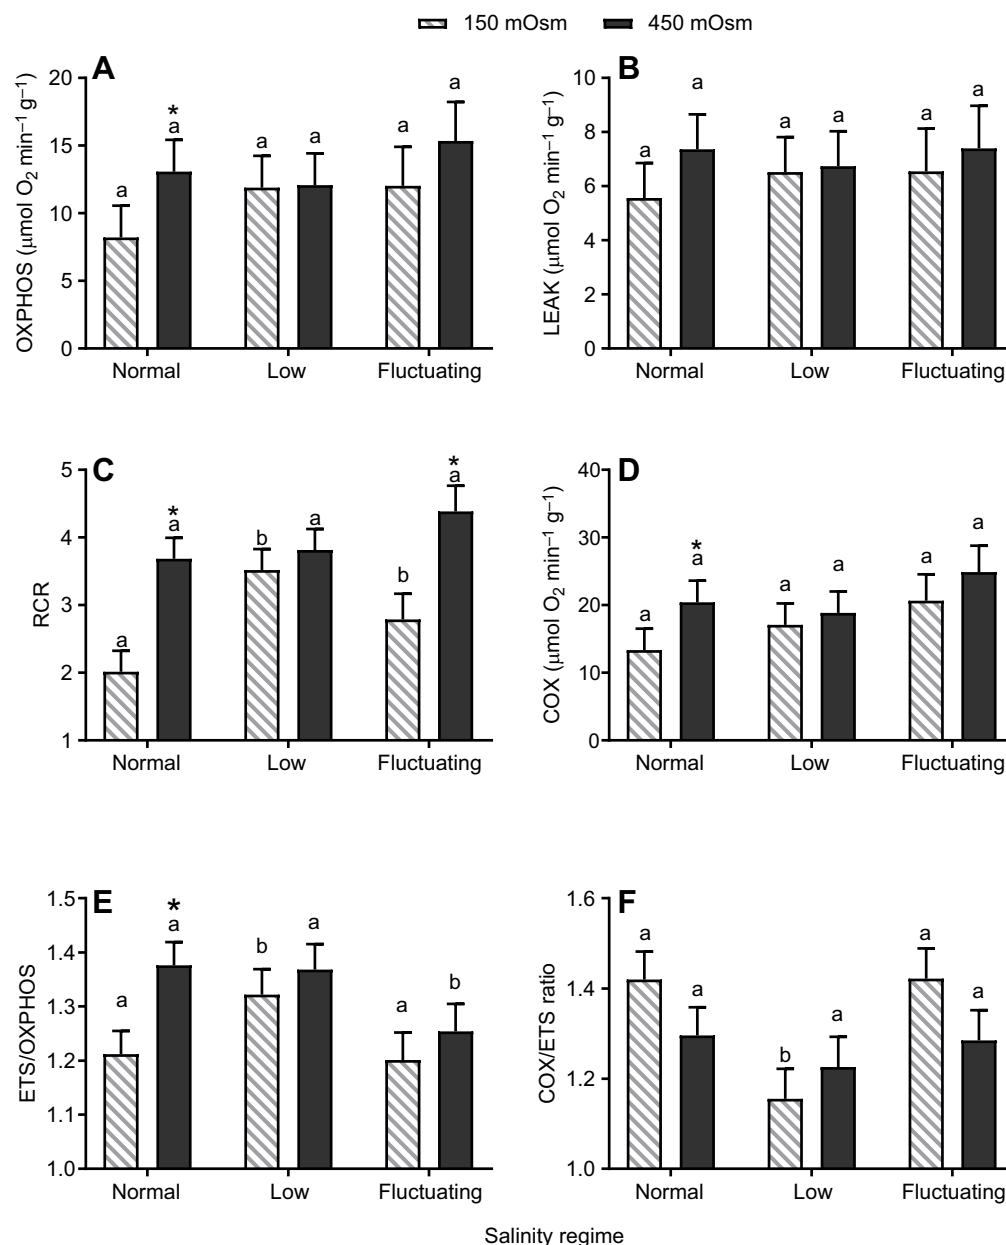 150 mOsm 450 mOsm
A
OXPHOS (μmol O2 min−1 g−1)
20
15
10
5
0
a
*
a
a
a
a
a
Normal Low Fluctuating
B
LEAK (μmol O2 min−1 g−1)
10
8
6
4
2
0
a
a
a
a
a
a
Normal Low Fluctuating
C
RCR
5
4
3
2
1
a
*
a
b
a
b
*
a
Normal Low Fluctuating
D
COX (μmol O2 min−1 g−1)
40
30
20
10
0
a
*
a
a
a
a
a
Normal Low Fluctuating
E
ETS/OXPHOS
1.5
1.4
1.3
1.2
1.1
1.0
a
*
a
b
a
a
b
Normal Low Fluctuating
F
COX/ETS ratio
1.6
1.4
1.2
1.0
a
a
b
a
a
a
Normal Low Fluctuating
Salinity regime